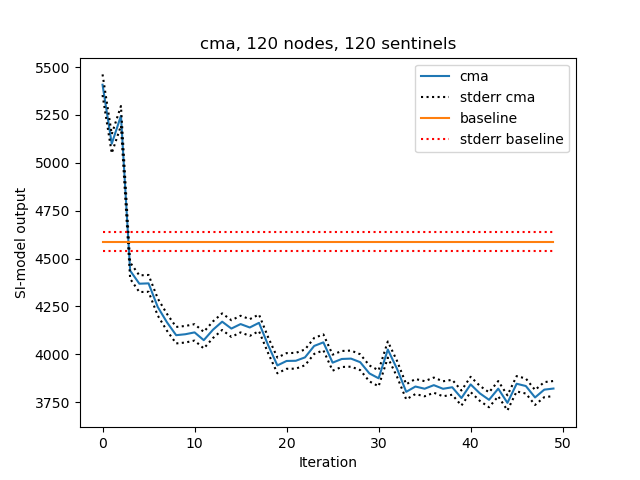 cma, 120 nodes, 120 sentinels
cma
stderr cma
baseline
stderr baseline
SI-model output
5500
5250
5000
4750
4500
4250
4000
3750
0 10 20 30 40 50
Iteration